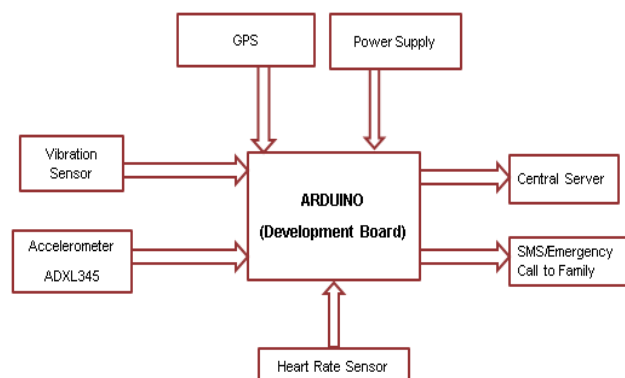 GPS
Power Supply
Vibration
Sensor
ARDUINO
(Development Board)
Central Server
Accelerometer
ADXL345
SMS/Emergency
Call to Family
Heart Rate Sensor